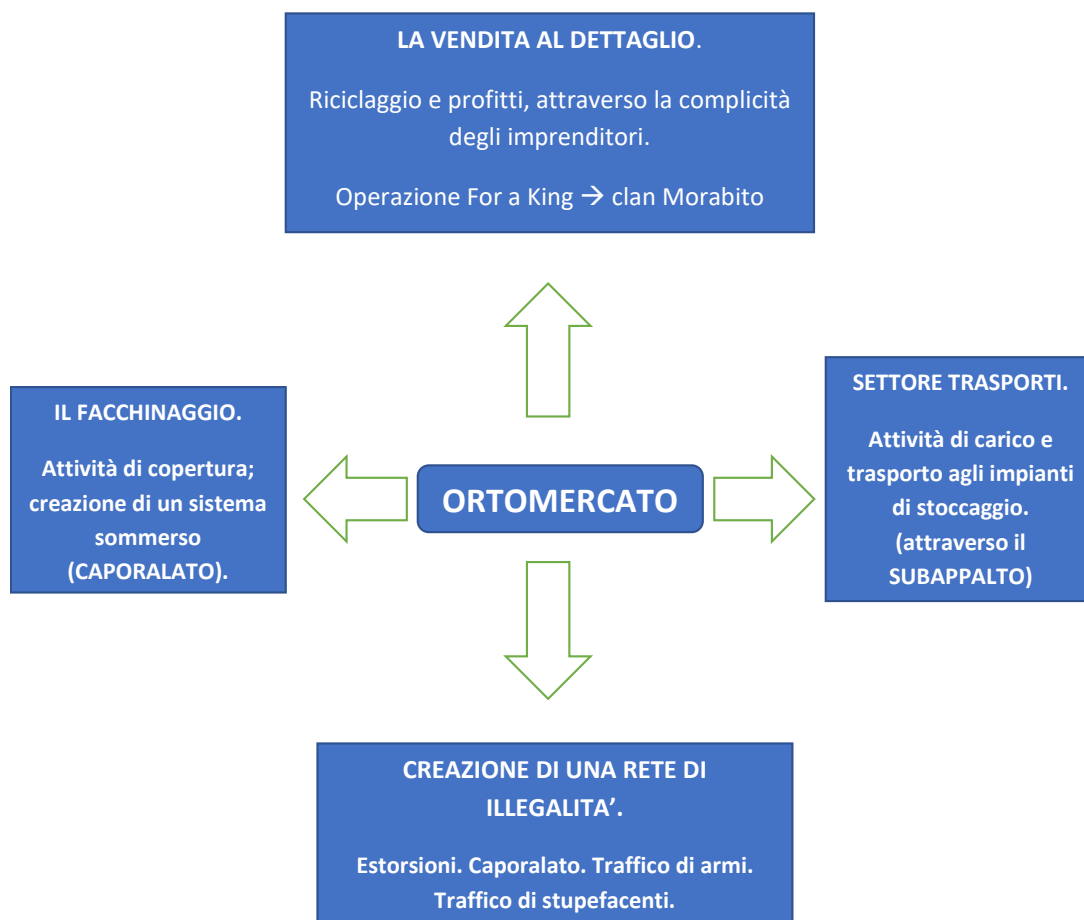 LA VENDITA AL DETTAGLIO.
Riciclaggio e profitti, attraverso la complicità
degli imprenditori.
Operazione For a King → clan Morabito
IL FACCHINAGGIO.
Attività di copertura;
creazione di un sistema
sommerso
(CAPORALATO).
ORTOMERCATO
SETTORE TRASPORTI.
Attività di carico e
trasporto agli impianti
di stoccaggio.
(attraverso il
SUBAPPALTO)
CREAZIONE DI UNA RETE DI
ILLEGALITA’.
Estorsioni. Caporalato. Traffico di armi.
Traffico di stupefacenti.